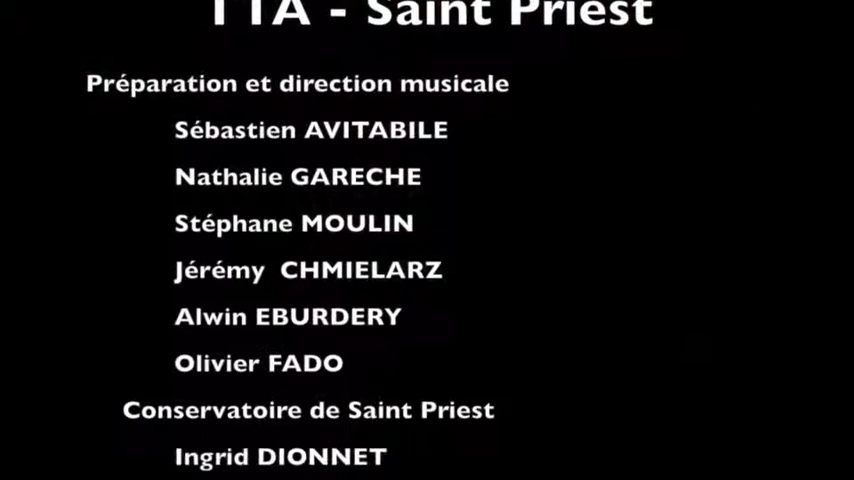 TTA - Saint Priest
Préparation et direction musicale
Sébastien AVITABILE
Nathalie GARECHE
Stéphane MOULIN
Jérémy CHMIELARZ
Alwin EBURDERY
Olivier FADO
Conservatoire de Saint Priest
Ingrid DIONNET